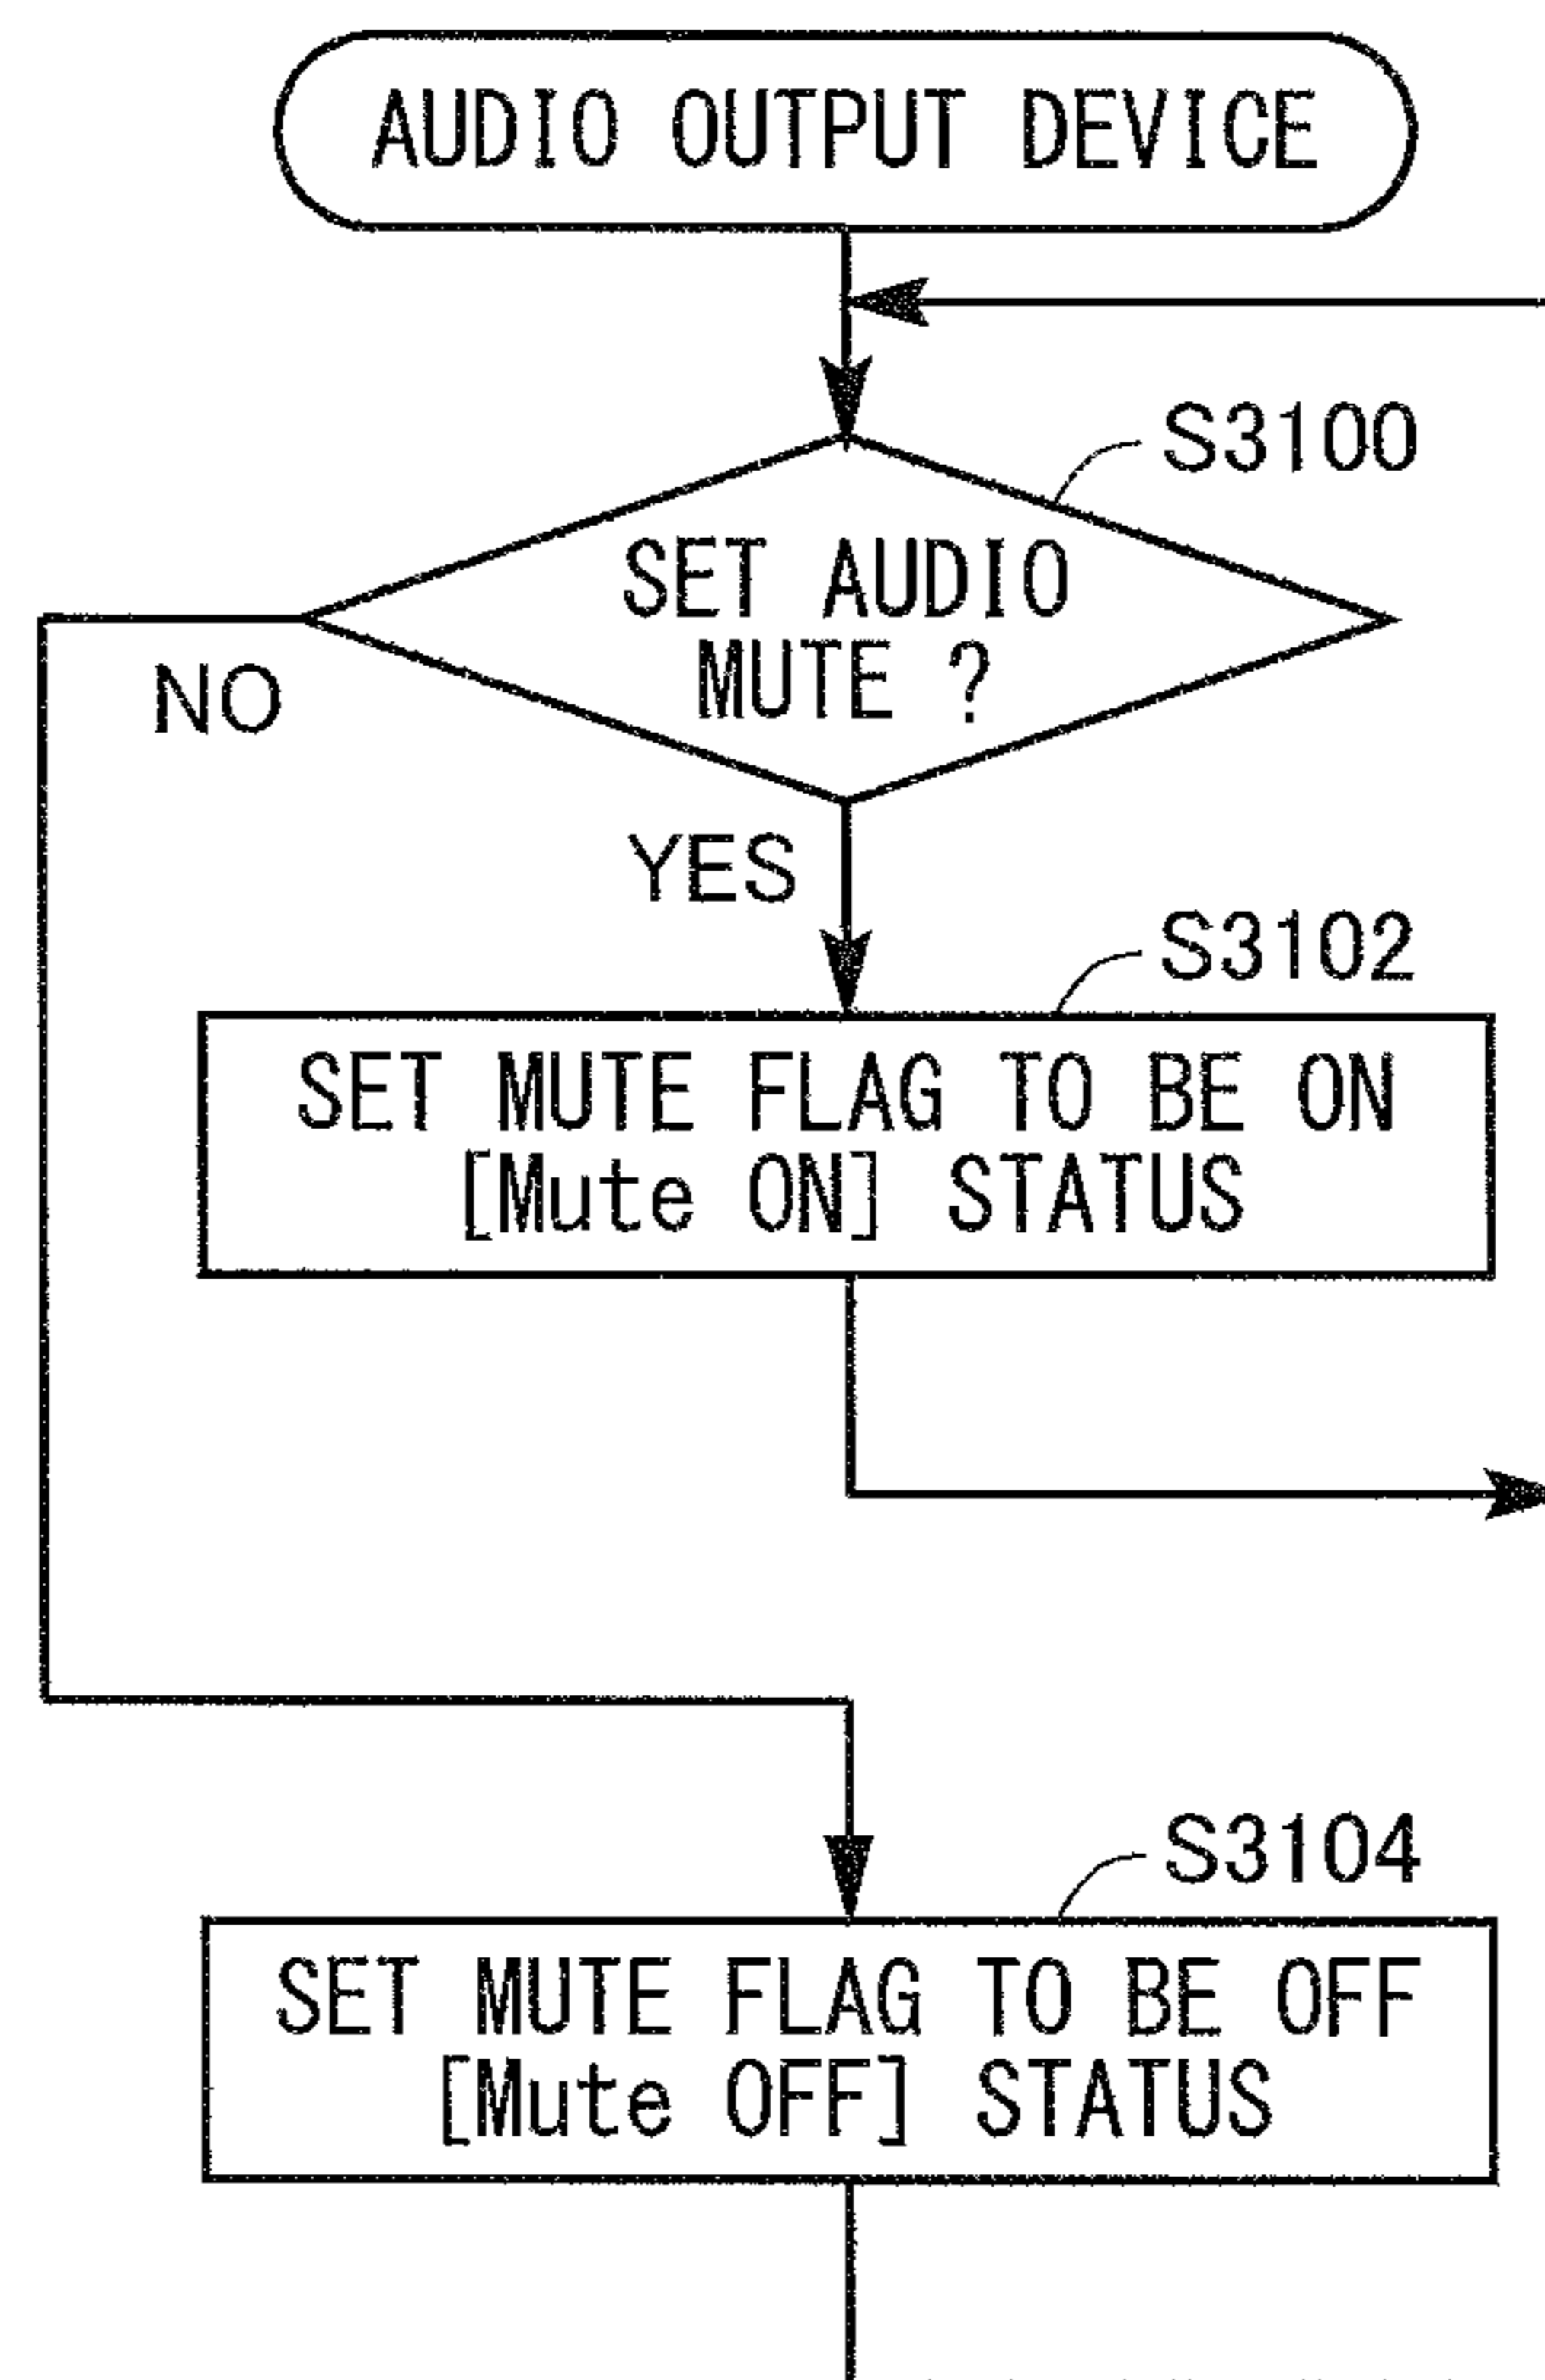 AUDIO OUTPUT DEVICE
S3100
SET AUDIO
MUTE ?
NO
YES
S3102
SET MUTE FLAG TO BE ON
[Mute ON] STATUS
S3104
SET MUTE FLAG TO BE OFF
[Mute OFF] STATUS